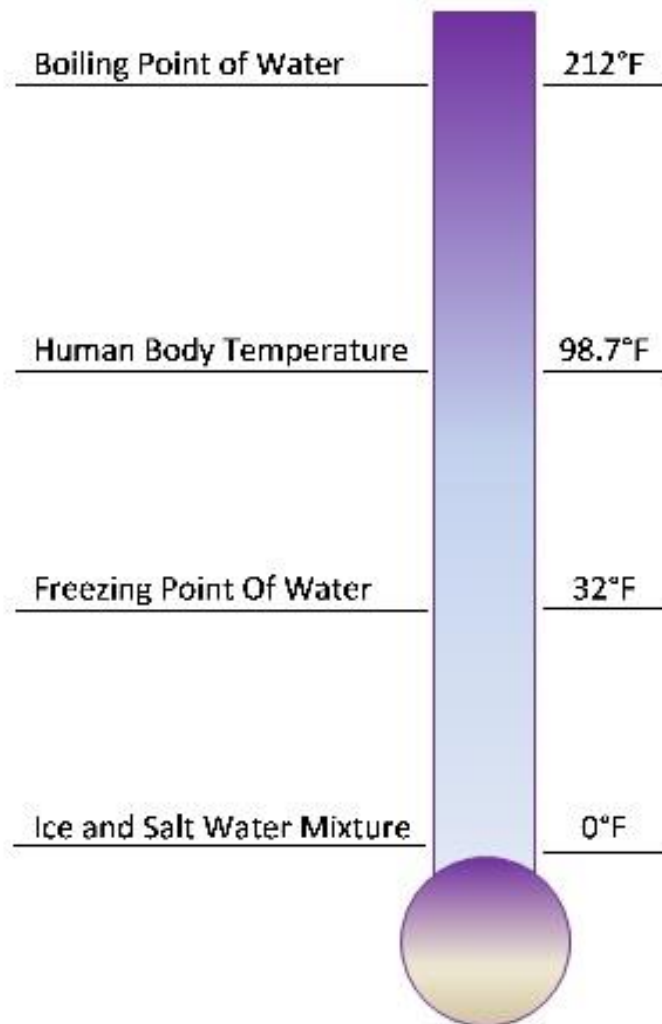 Boiling Point of Water 212°F
Human Body Temperature 98.7°F
Freezing Point Of Water 32°F
Ice and Salt Water Mixture 0°F